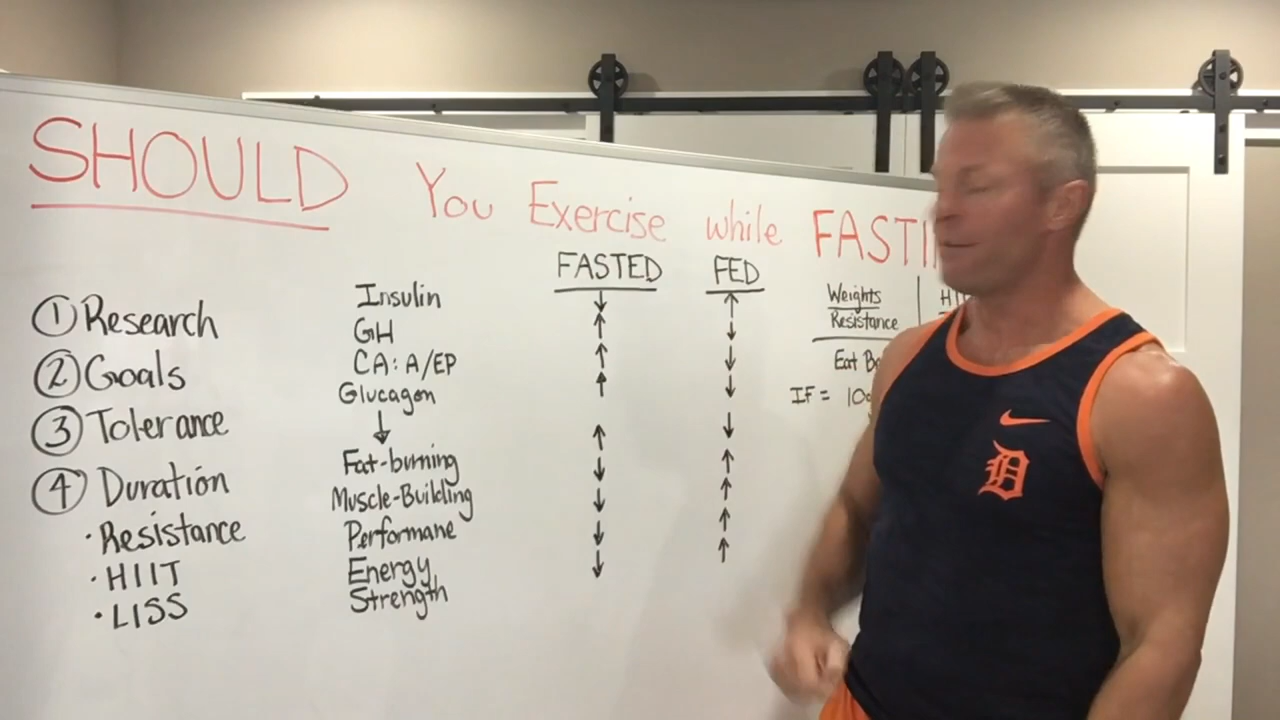 SHOULD You Exercise while FASTI
① Research
② Goals
③ Tolerance
④ Duration
· Resistance
· HIIT
· LISS
Insulin
GH
CA: A/EP
Glucagon
↓
Fat-burning
Muscle-Building
Performane
Energy
Strength
FASTED
↓
↑
↑
↑
↑
↓
↓
↓
↓
FED
↑
↓
↓
↓
↓
↑
↑
↑
↑
Weights
Resistance
Eat
IF =
D